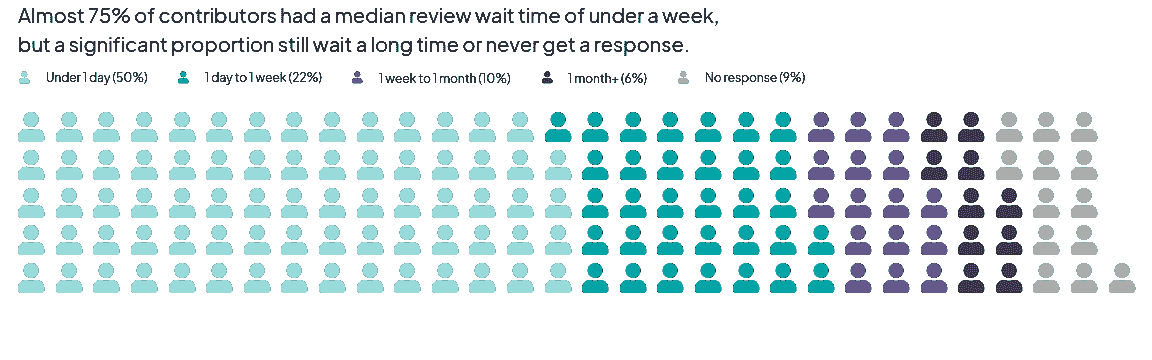 Almost 75% of contributors had a median review wait time of under a week,
but a significant proportion still wait a long time or never get a response.
Under 1 day (50%) 1 day to 1 week (22%) 1 week to 1 month (10%) 1 month+ (6%) No response (9%)